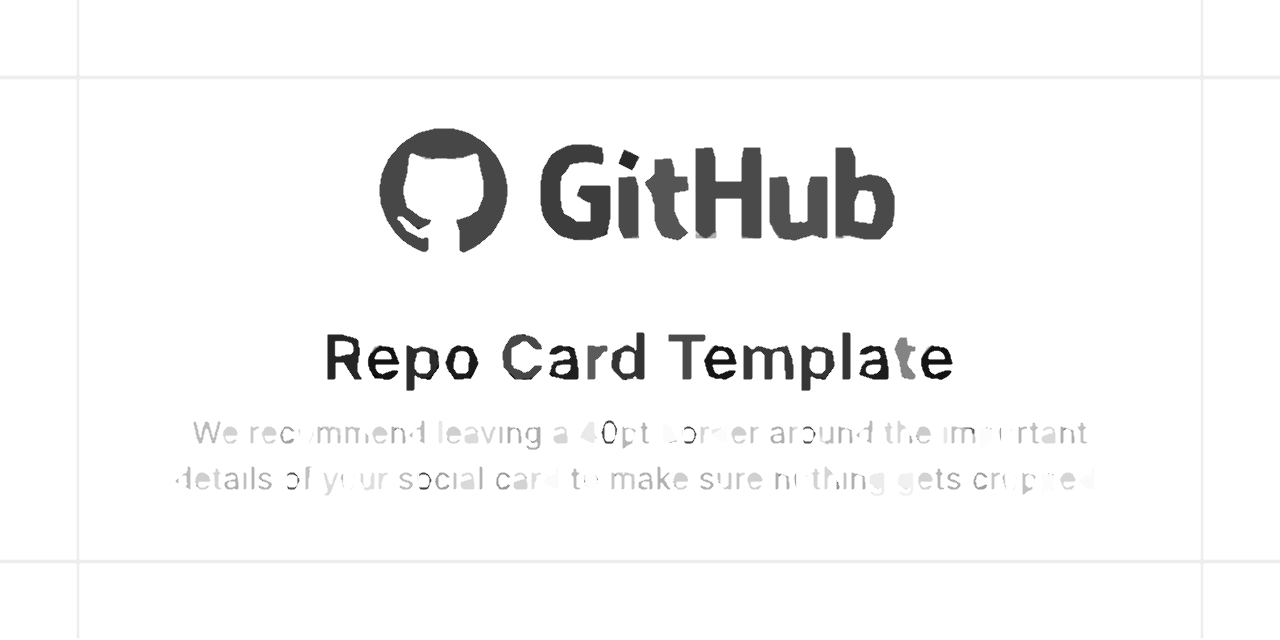 GitHub
Repo Card Template
We recommend leaving a 40pt border around the important
details of your social card to make sure nothing gets cropped